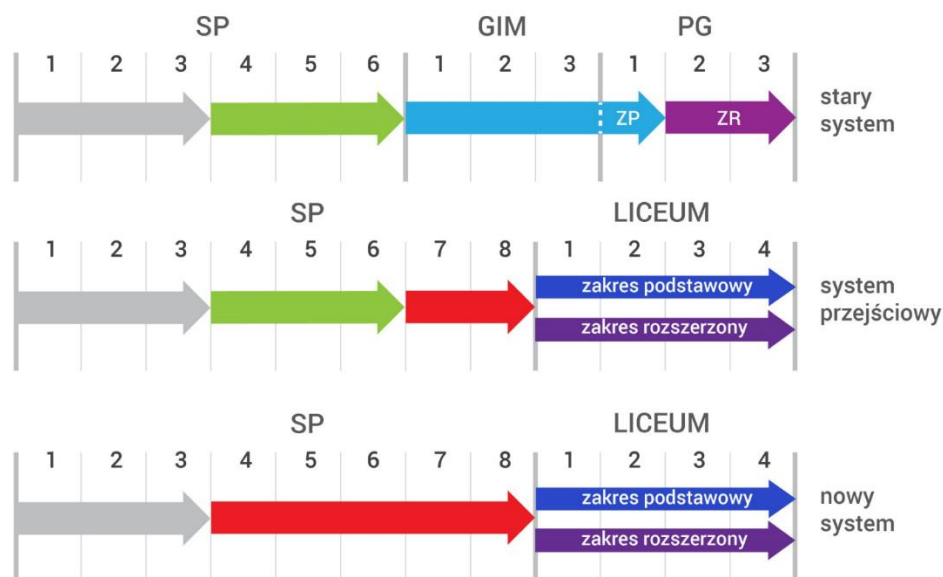 SP GIM PG
1 2 3 4 5 6 1 2 3 1 2 3
ZP ZR
stary
system
SP LICEUM
1 2 3 4 5 6 7 8 1 2 3 4
zakres podstawowy
zakres rozszerzony
system
przejściowy
SP LICEUM
1 2 3 4 5 6 7 8 1 2 3 4
zakres podstawowy
zakres rozszerzony
nowy
system